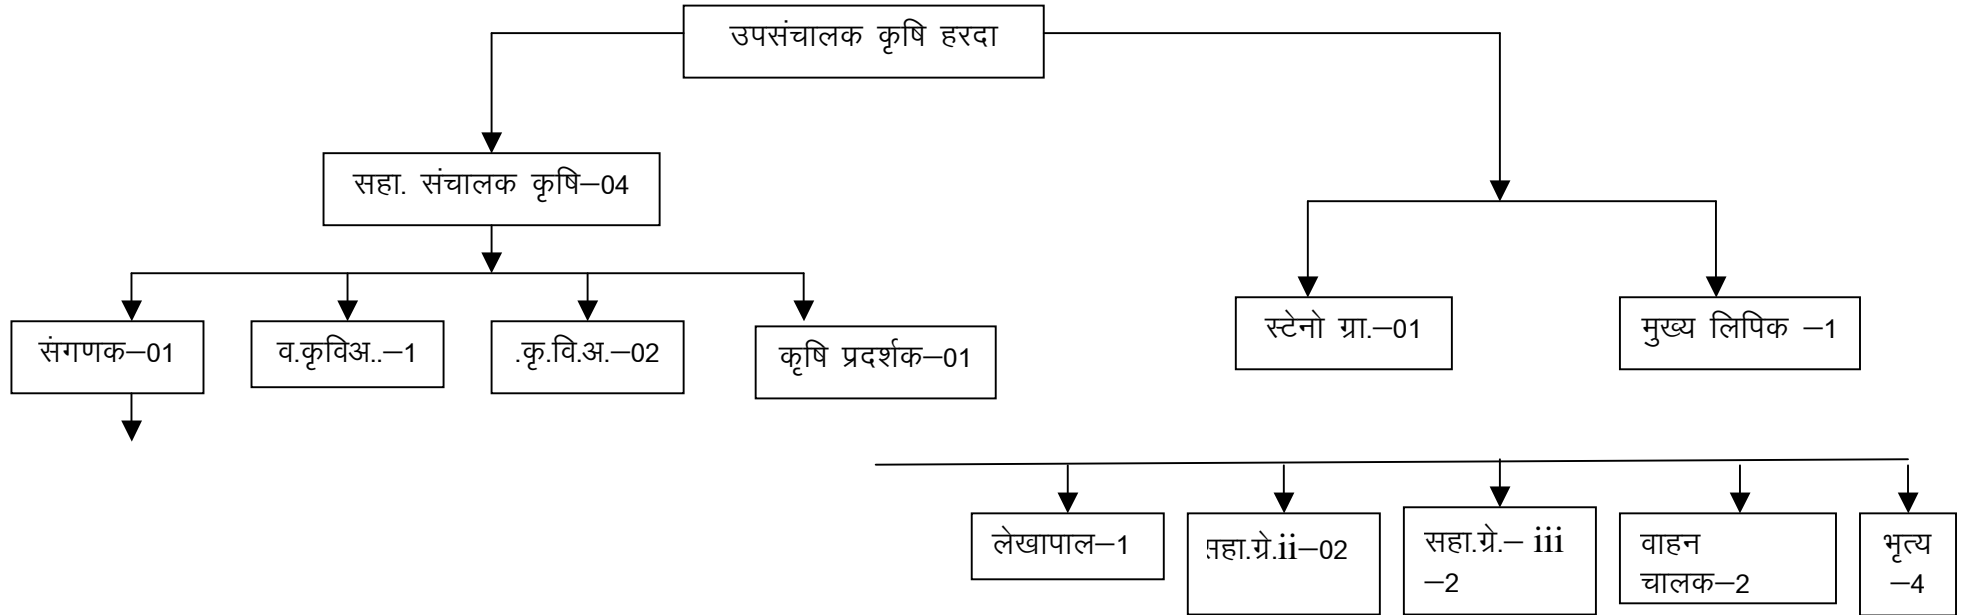 उपसंचालक कृषि हरदा
सहा. संचालक कृषि–04
संगणक–01
व.कृविअ..–1
.कृ.वि.अ.–02
कृषि प्रदर्शक–01
स्टेनो ग्रा.–01
मुख्य लिपिक –1
लेखापाल–1
सहा.ग्रे.ii–02
सहा.ग्रे.– iii
–2
वाहन
चालक–2
भृत्य
–4